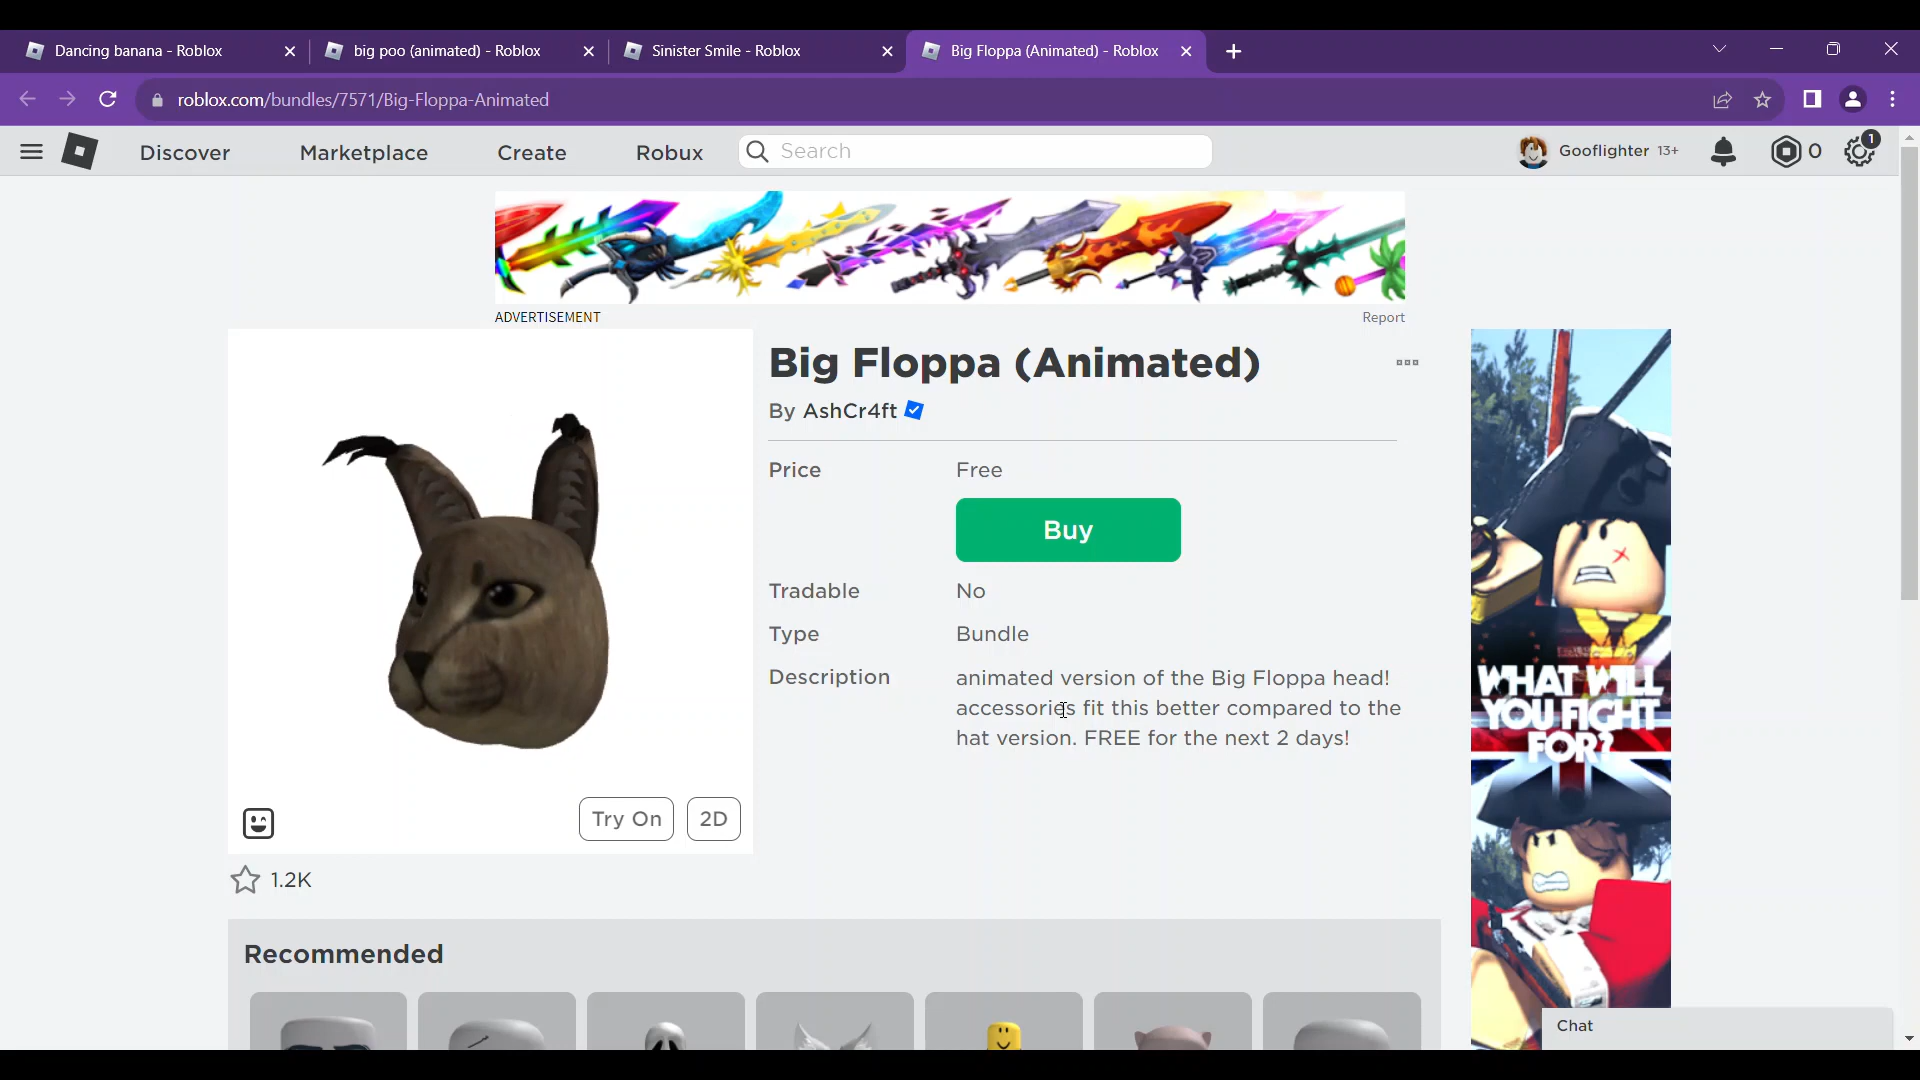 Dancing banana - Roblox
big poo (animated) - Roblox
Sinister Smile - Roblox
Big Floppa (Animated) - Roblox
roblox.com/bundles/7571/Big-Floppa-Animated
Discover
Marketplace
Create
Robux
Search
Gooflighter 13+
0
1
ADVERTISEMENT
Report
Big Floppa (Animated)
By AshCr4ft
Price
Free
Buy
Tradable
No
Type
Bundle
Description
animated version of the Big Floppa head!
accessories fit this better compared to the
hat version. FREE for the next 2 days!
Try On
2D
1.2K
WHAT WILL
YOU FIGHT
FOR?
Recommended
Chat